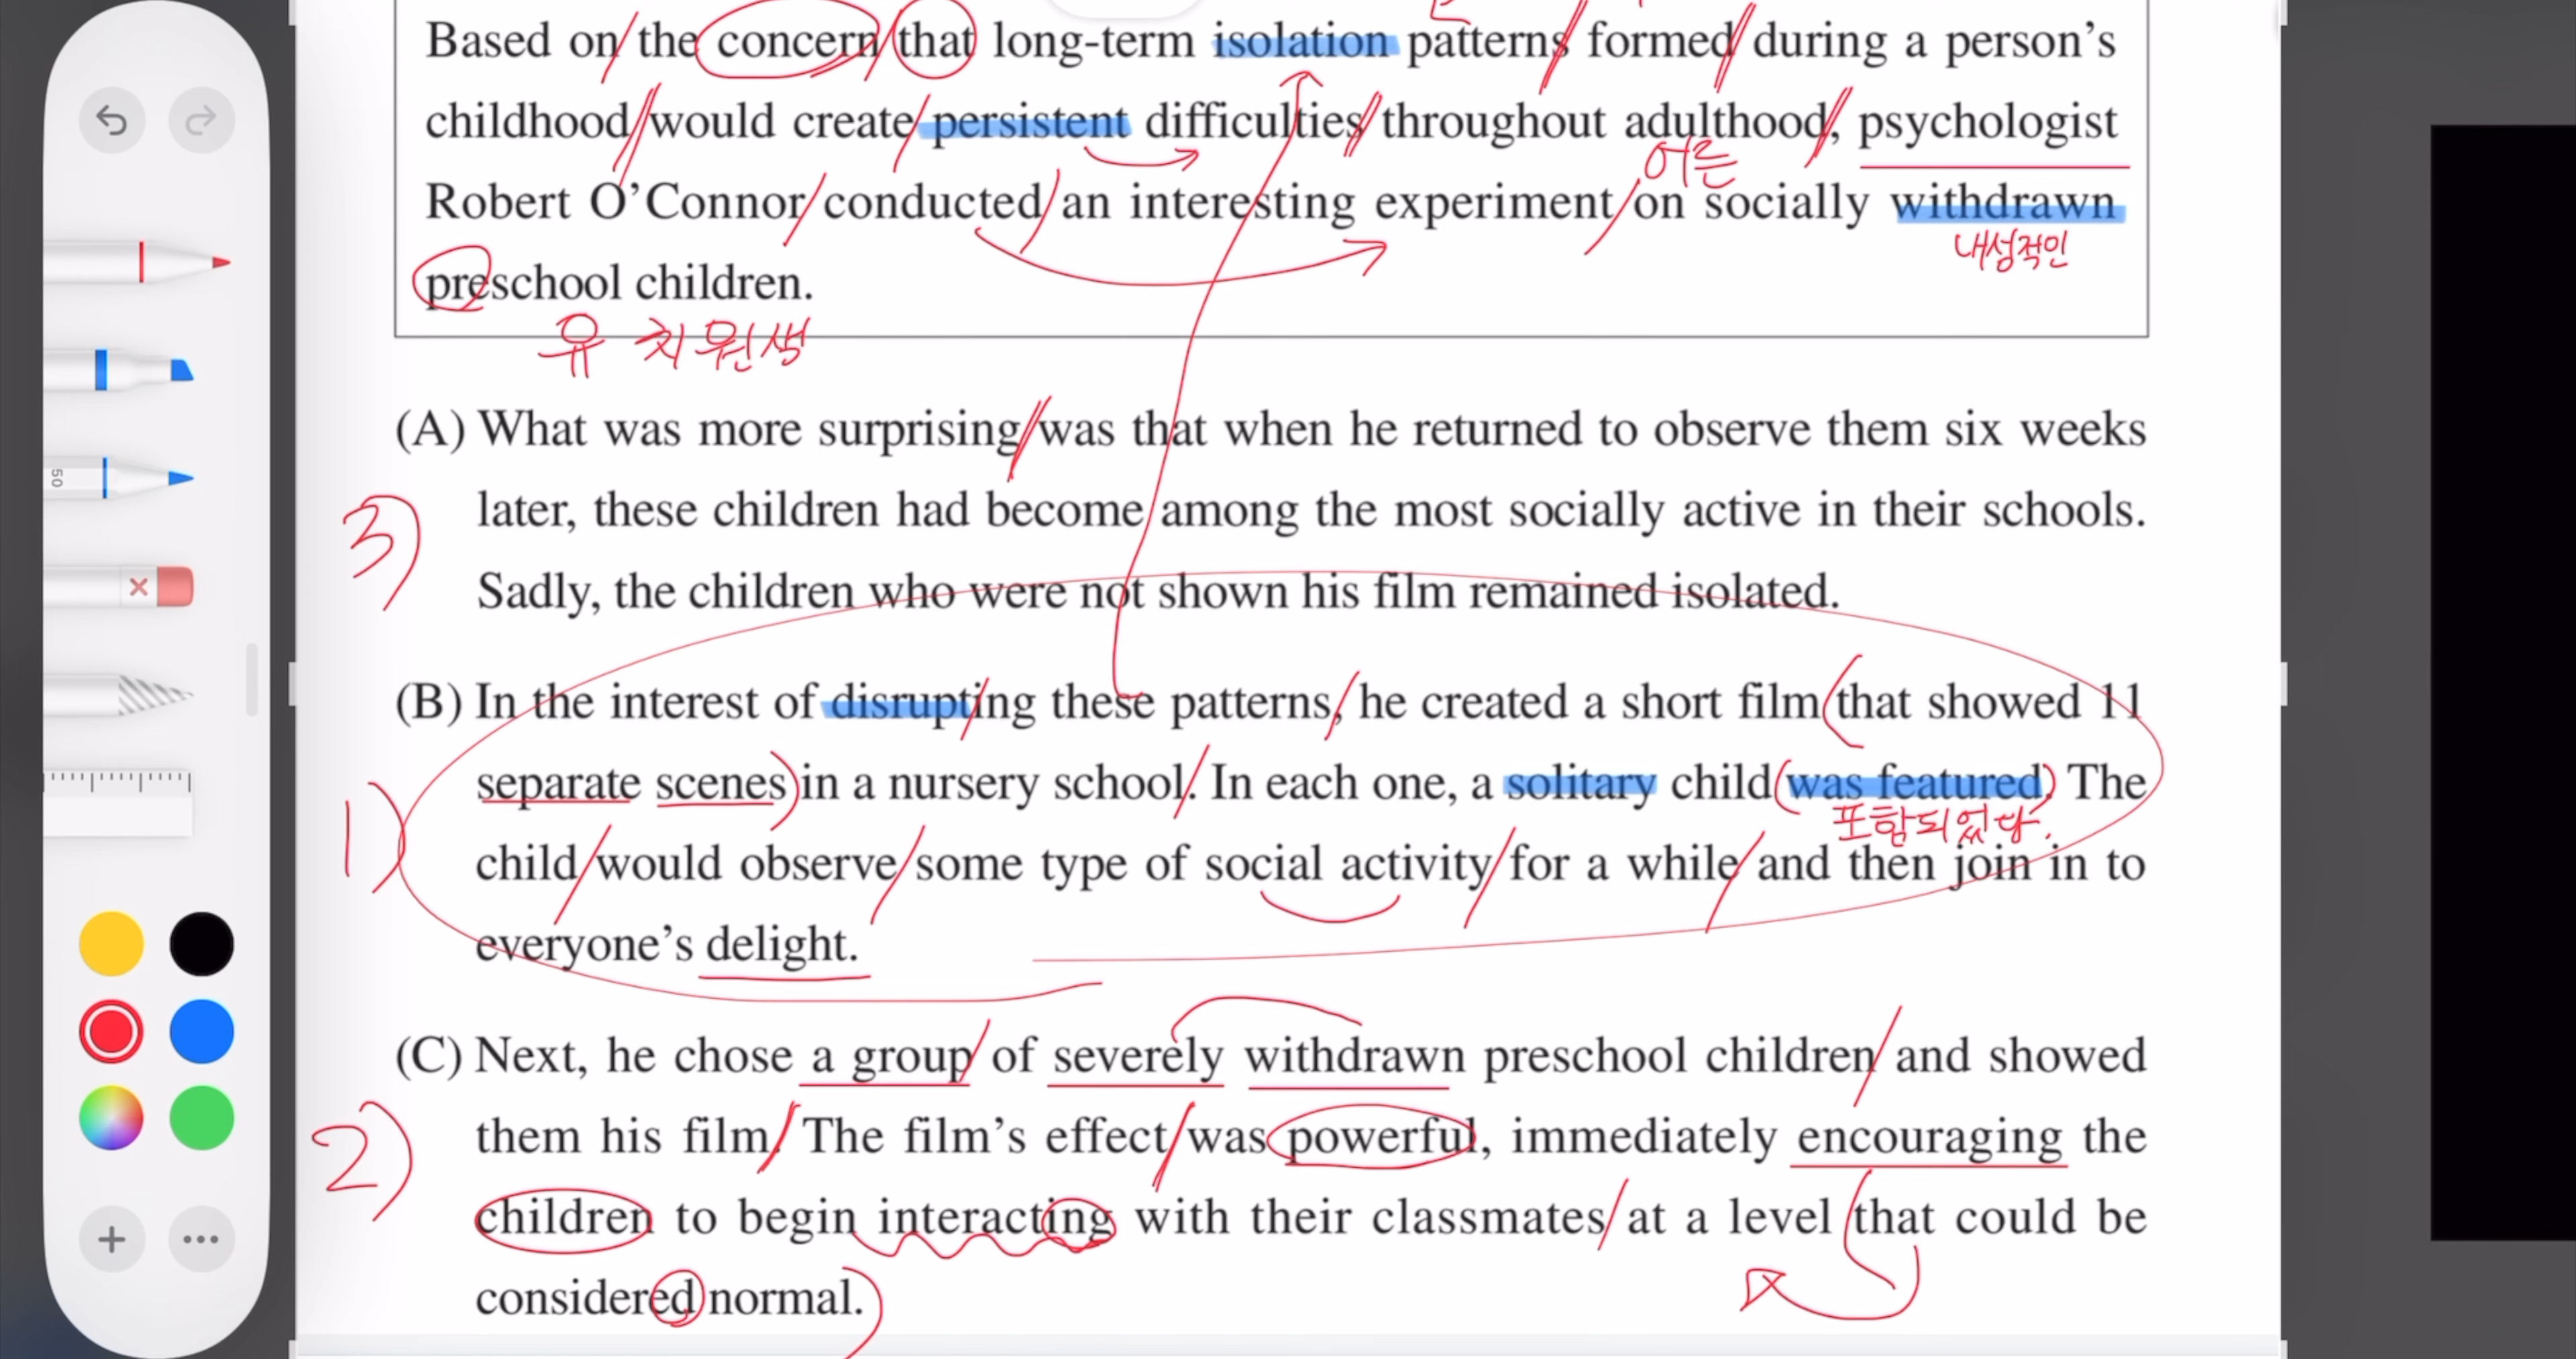 Based on the concern that long-term isolation patterns formed during a person's
childhood would create persistent difficulties throughout adulthood, psychologist
어른
Robert O'Connor conducted an interesting experiment on socially withdrawn
내성적인
preschool children.
유치원생
(A) What was more surprising was that when he returned to observe them six weeks
later, these children had become among the most socially active in their schools.
3)
Sadly, the children who were not shown his film remained isolated.
(B) In the interest of disrupting these patterns, he created a short film that showed 11
separate scenes in a nursery school. In each one, a solitary child was featured. The
포함되었다.
1)
child would observe some type of social activity for a while and then join in to
everyone's delight.
(C) Next, he chose a group of severely withdrawn preschool children and showed
them his film. The film's effect was powerful, immediately encouraging the
2)
children to begin interacting with their classmates at a level that could be
considered normal.
50